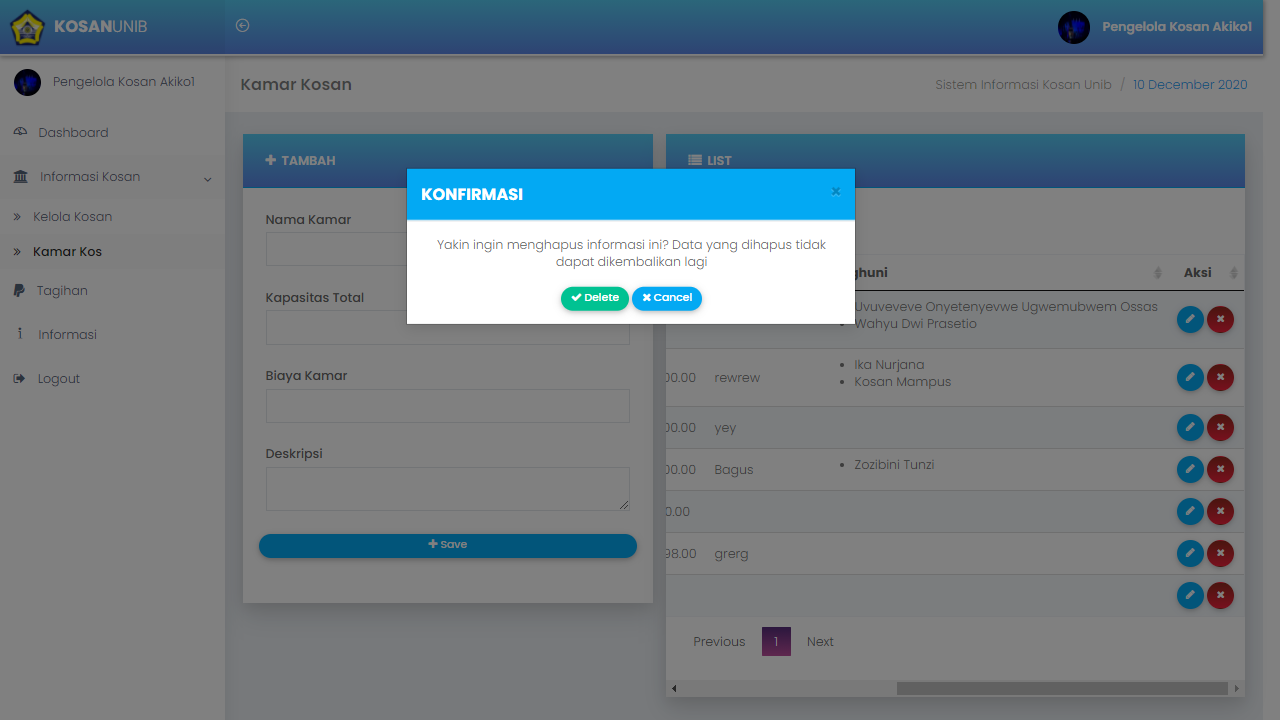 KOSANUNIB
Pengelola Kosan Akiko1
Pengelola Kosan Akiko1
Dashboard
Informasi Kosan
Kelola Kosan
Kamar Kos
Tagihan
Informasi
Logout
Kamar Kosan
Sistem Informasi Kosan Unib / 10 December 2020
TAMBAH
Nama Kamar
Kapasitas Total
Biaya Kamar
Deskripsi
Save
LIST
KONFIRMASI
×
Yakin ingin menghapus informasi ini? Data yang dihapus tidak
dapat dikembalikan lagi
Delete Cancel
ghuni Aksi
Uvuveveve Onyetenyevwe Ugwemubwem Ossas
Wahyu Dwi Prasetio
00.00 rewrew
• Ika Nurjana
• Kosan Mampus
00.00 yey
00.00 Bagus • Zozibini Tunzi
0.00
98.00 grerg
Previous 1 Next